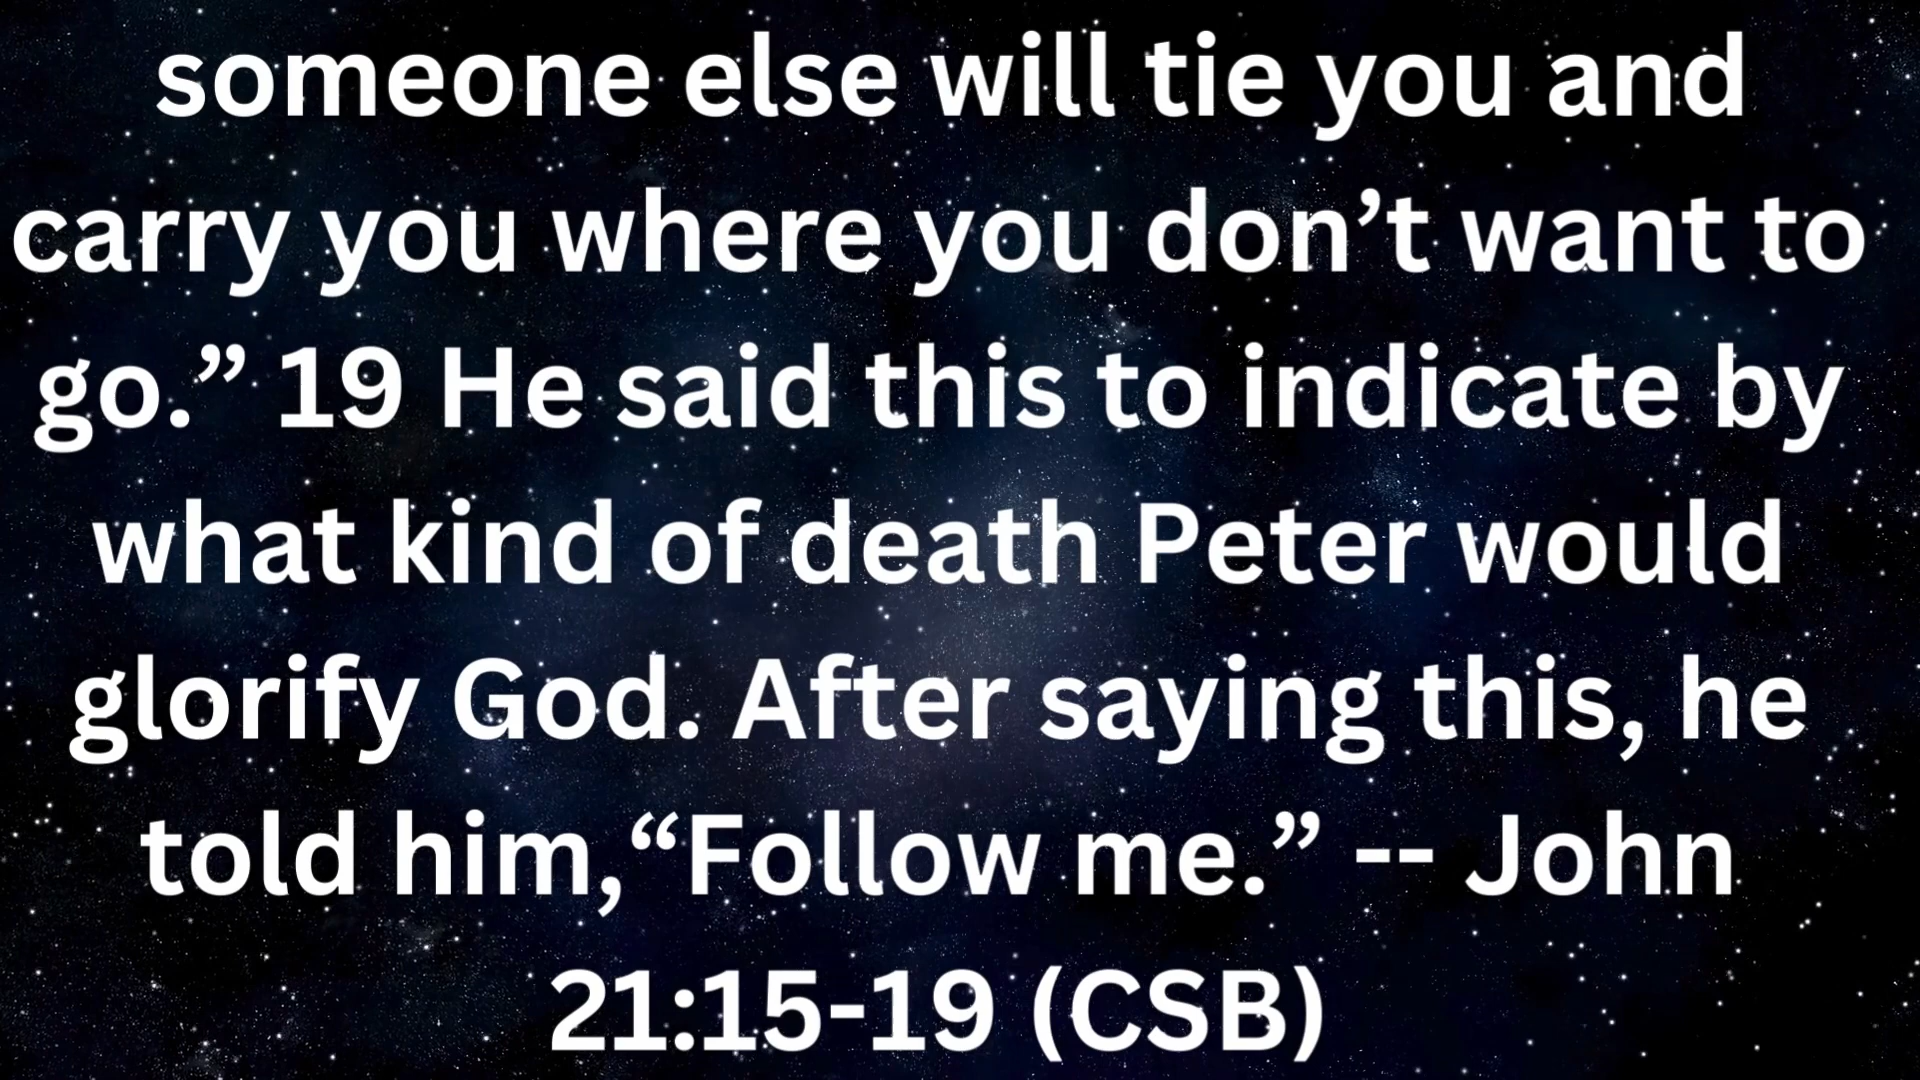 someone else will tie you and
carry you where you don’t want to
go.” 19 He said this to indicate by
what kind of death Peter would
glorify God. After saying this, he
told him, “Follow me.” -- John
21:15-19 (CSB)